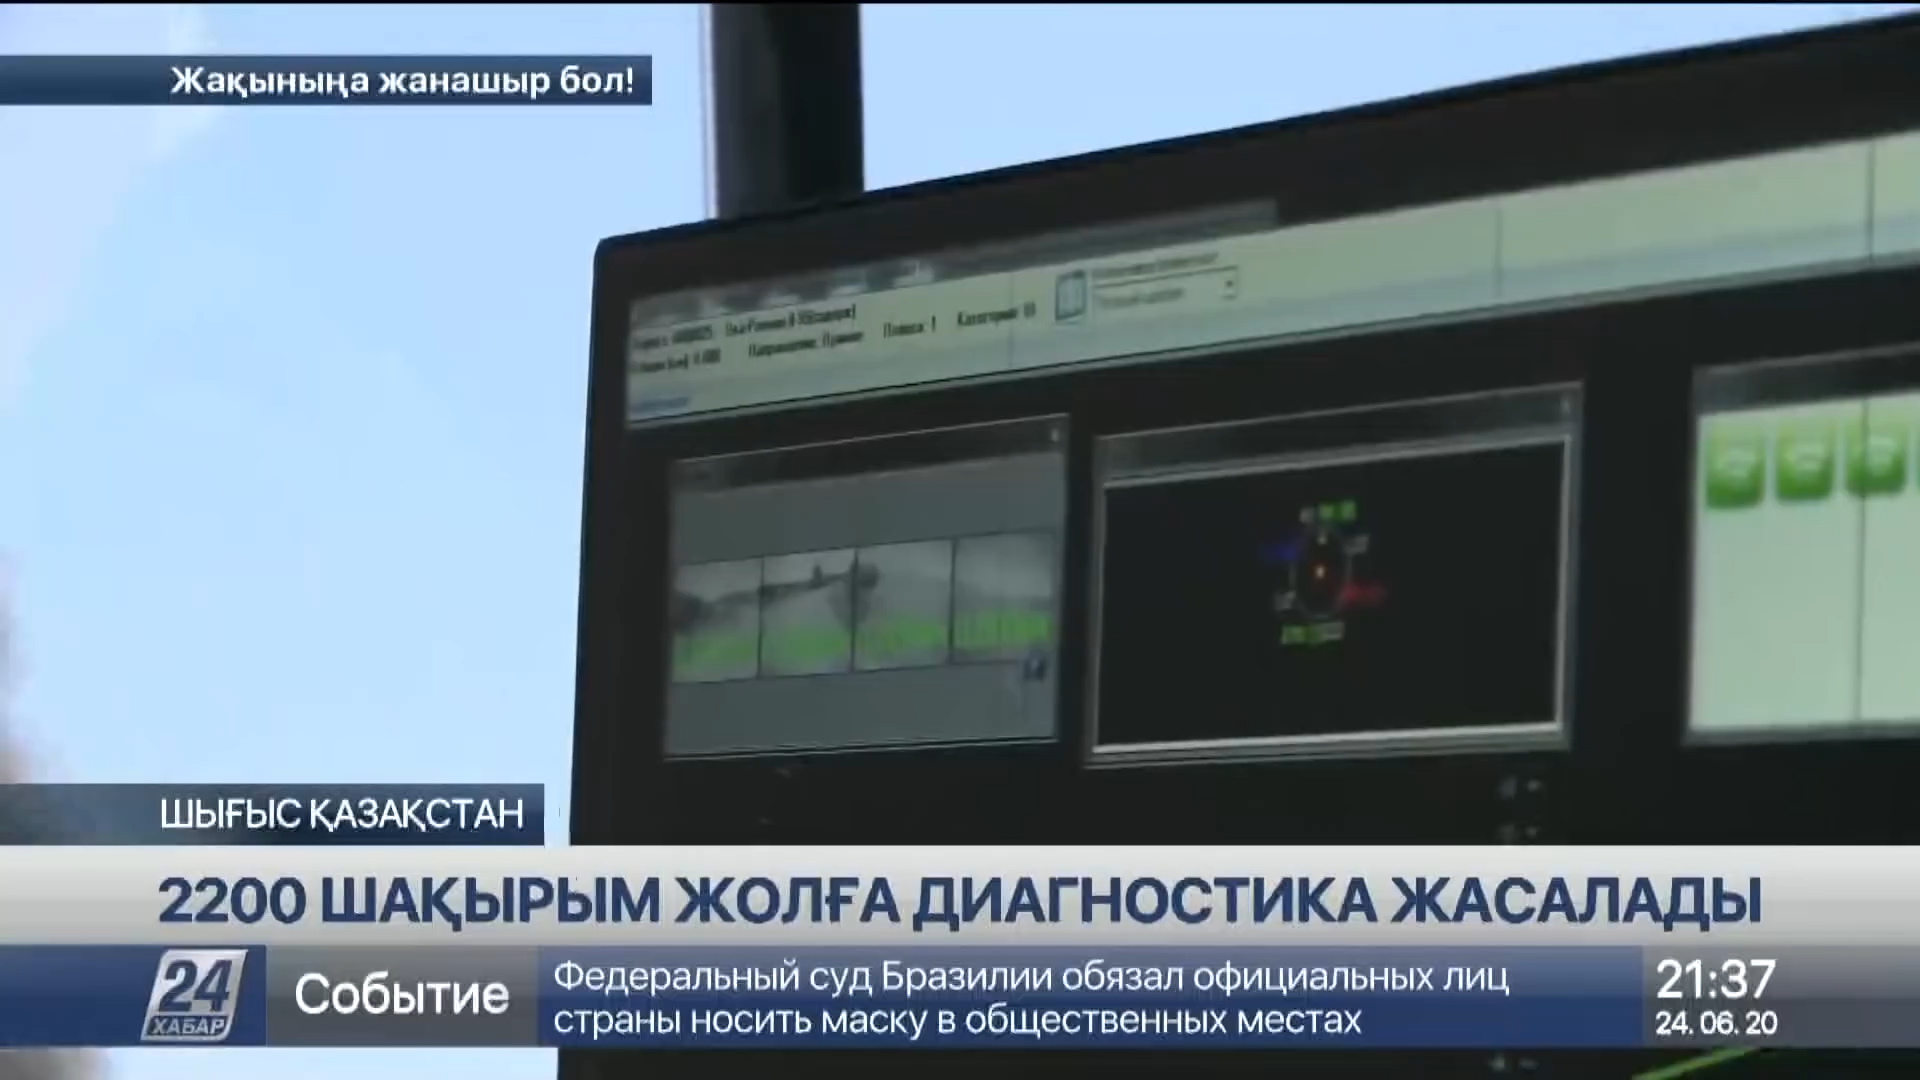 Жақыныңа жанашыр бол!
ШЫҒЫС ҚАЗАҚСТАН
2200 ШАҚЫРЫМ ЖОЛҒА ДИАГНОСТИКА ЖАСАЛАДЫ
24
ХАБАР
Событие
Федеральный суд Бразилии обязал официальных лиц
страны носить маску в общественных местах
21:37
24. 06. 20